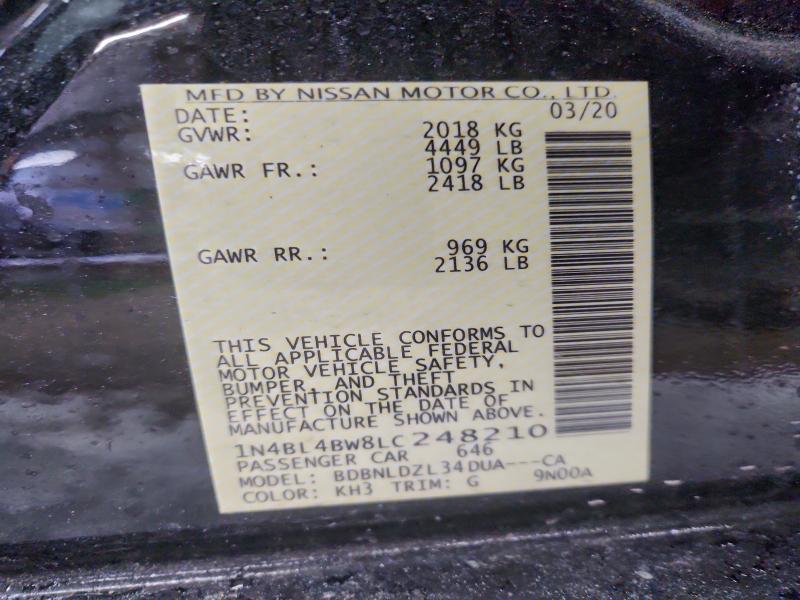 MFD BY NISSAN MOTOR CO., LTD.
DATE: 03/20
GVWR: 2018 KG
4449 LB
GAWR FR.: 1097 KG
2418 LB
GAWR RR.: 969 KG
2136 LB
THIS VEHICLE CONFORMS TO
ALL APPLICABLE FEDERAL
MOTOR VEHICLE SAFETY,
BUMPER, AND THEFT
PREVENTION STANDARDS IN
EFFECT ON THE DATE OF
MANUFACTURE SHOWN ABOVE.
1N4BL4BW8LC248210
PASSENGER CAR 646
MODEL: BDBNLDZL34DUA---CA
COLOR: KH3 TRIM: G 9N00A